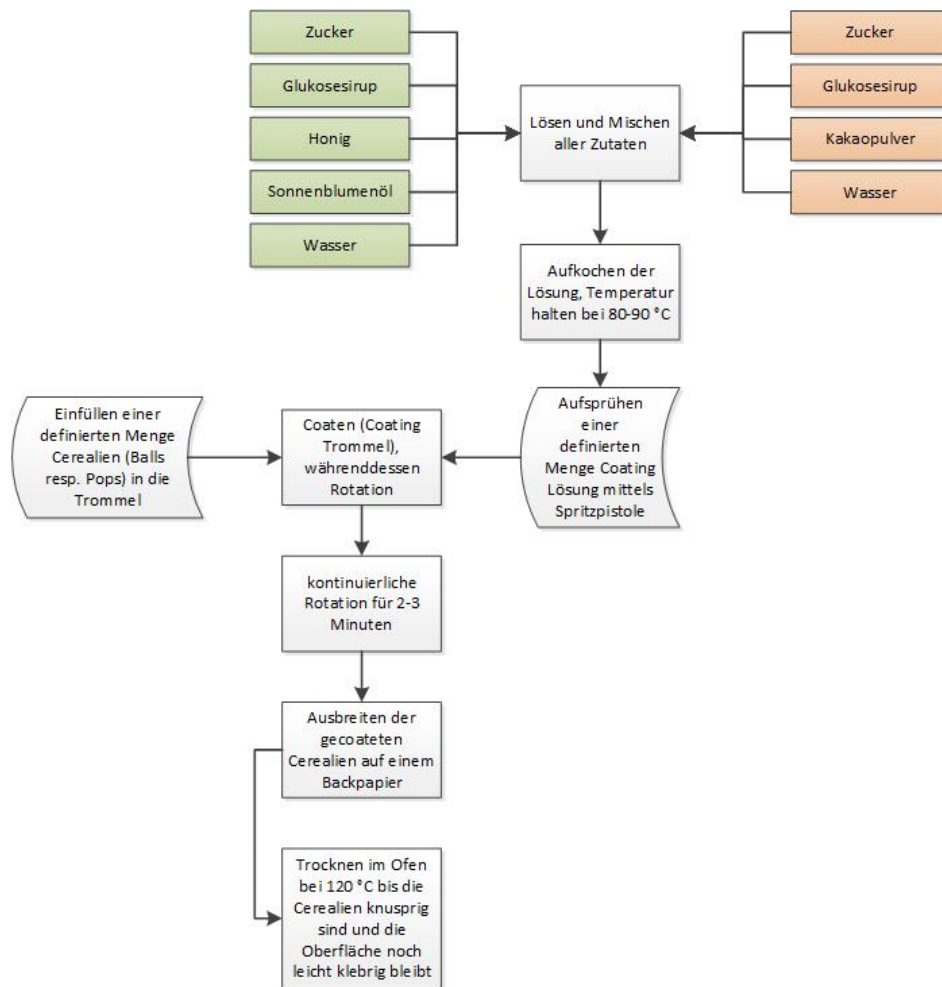 Zucker
Glukosesirup
Honig
Sonnenblumenöl
Wasser
Lösen und Mischen
aller Zutaten
Zucker
Glukosesirup
Kakaopulver
Wasser
Aufkochen der
Lösung, Temperatur
halten bei 80-90 °C
Einfüllen einer
definierten Menge
Cerealien (Balls
resp. Pops) in die
Trommel
Coaten (Coating
Trommel),
währenddessen
Rotation
Aufsprühen
einer
definierten
Menge Coating
Lösung mittels
Spritzpistole
kontinuierliche
Rotation für 2-3
Minuten
Ausbreiten der
gecoateten
Cerealien auf einem
Backpapier
Trocknen im Ofen
bei 120 °C bis die
Cerealien knusprig
sind und die
Oberfläche noch
leicht klebrig bleibt